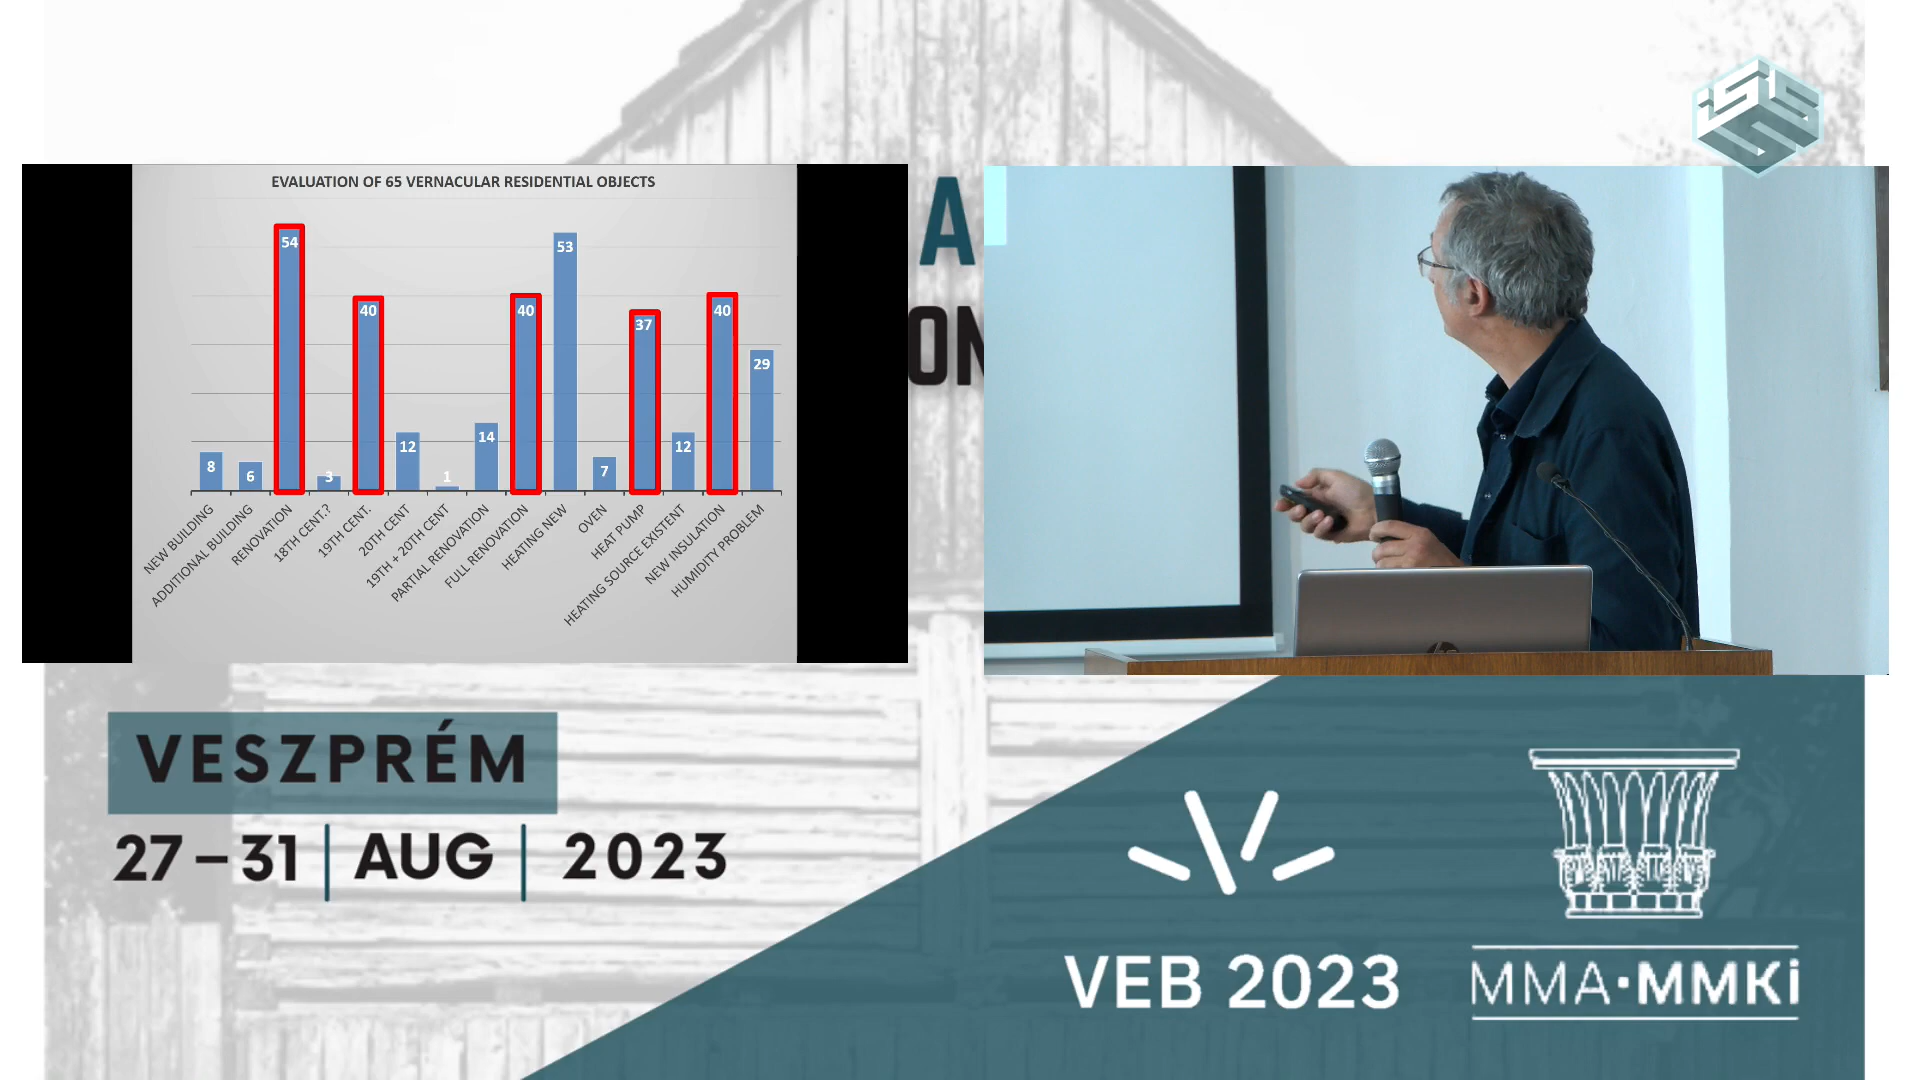 EVALUATION OF 65 VERNACULAR RESIDENTIAL OBJECTS
54
53
40
40
40
37
29
14
12
12
8
6
3
1
7
NEW BUILDING
ADDITIONAL BUILDING
RENOVATION
18TH CENT.?
19TH CENT.
20TH CENT
19TH + 20TH CENT
PARTIAL RENOVATION
FULL RENOVATION
HEATING NEW
OVEN
HEAT PUMP
HEATING SOURCE EXISTENT
NEW INSULATION
HUMIDITY PROBLEM
A
ON
VESZPRÉM
27–31 | AUG | 2023
VEB 2023
MMA·MMKi